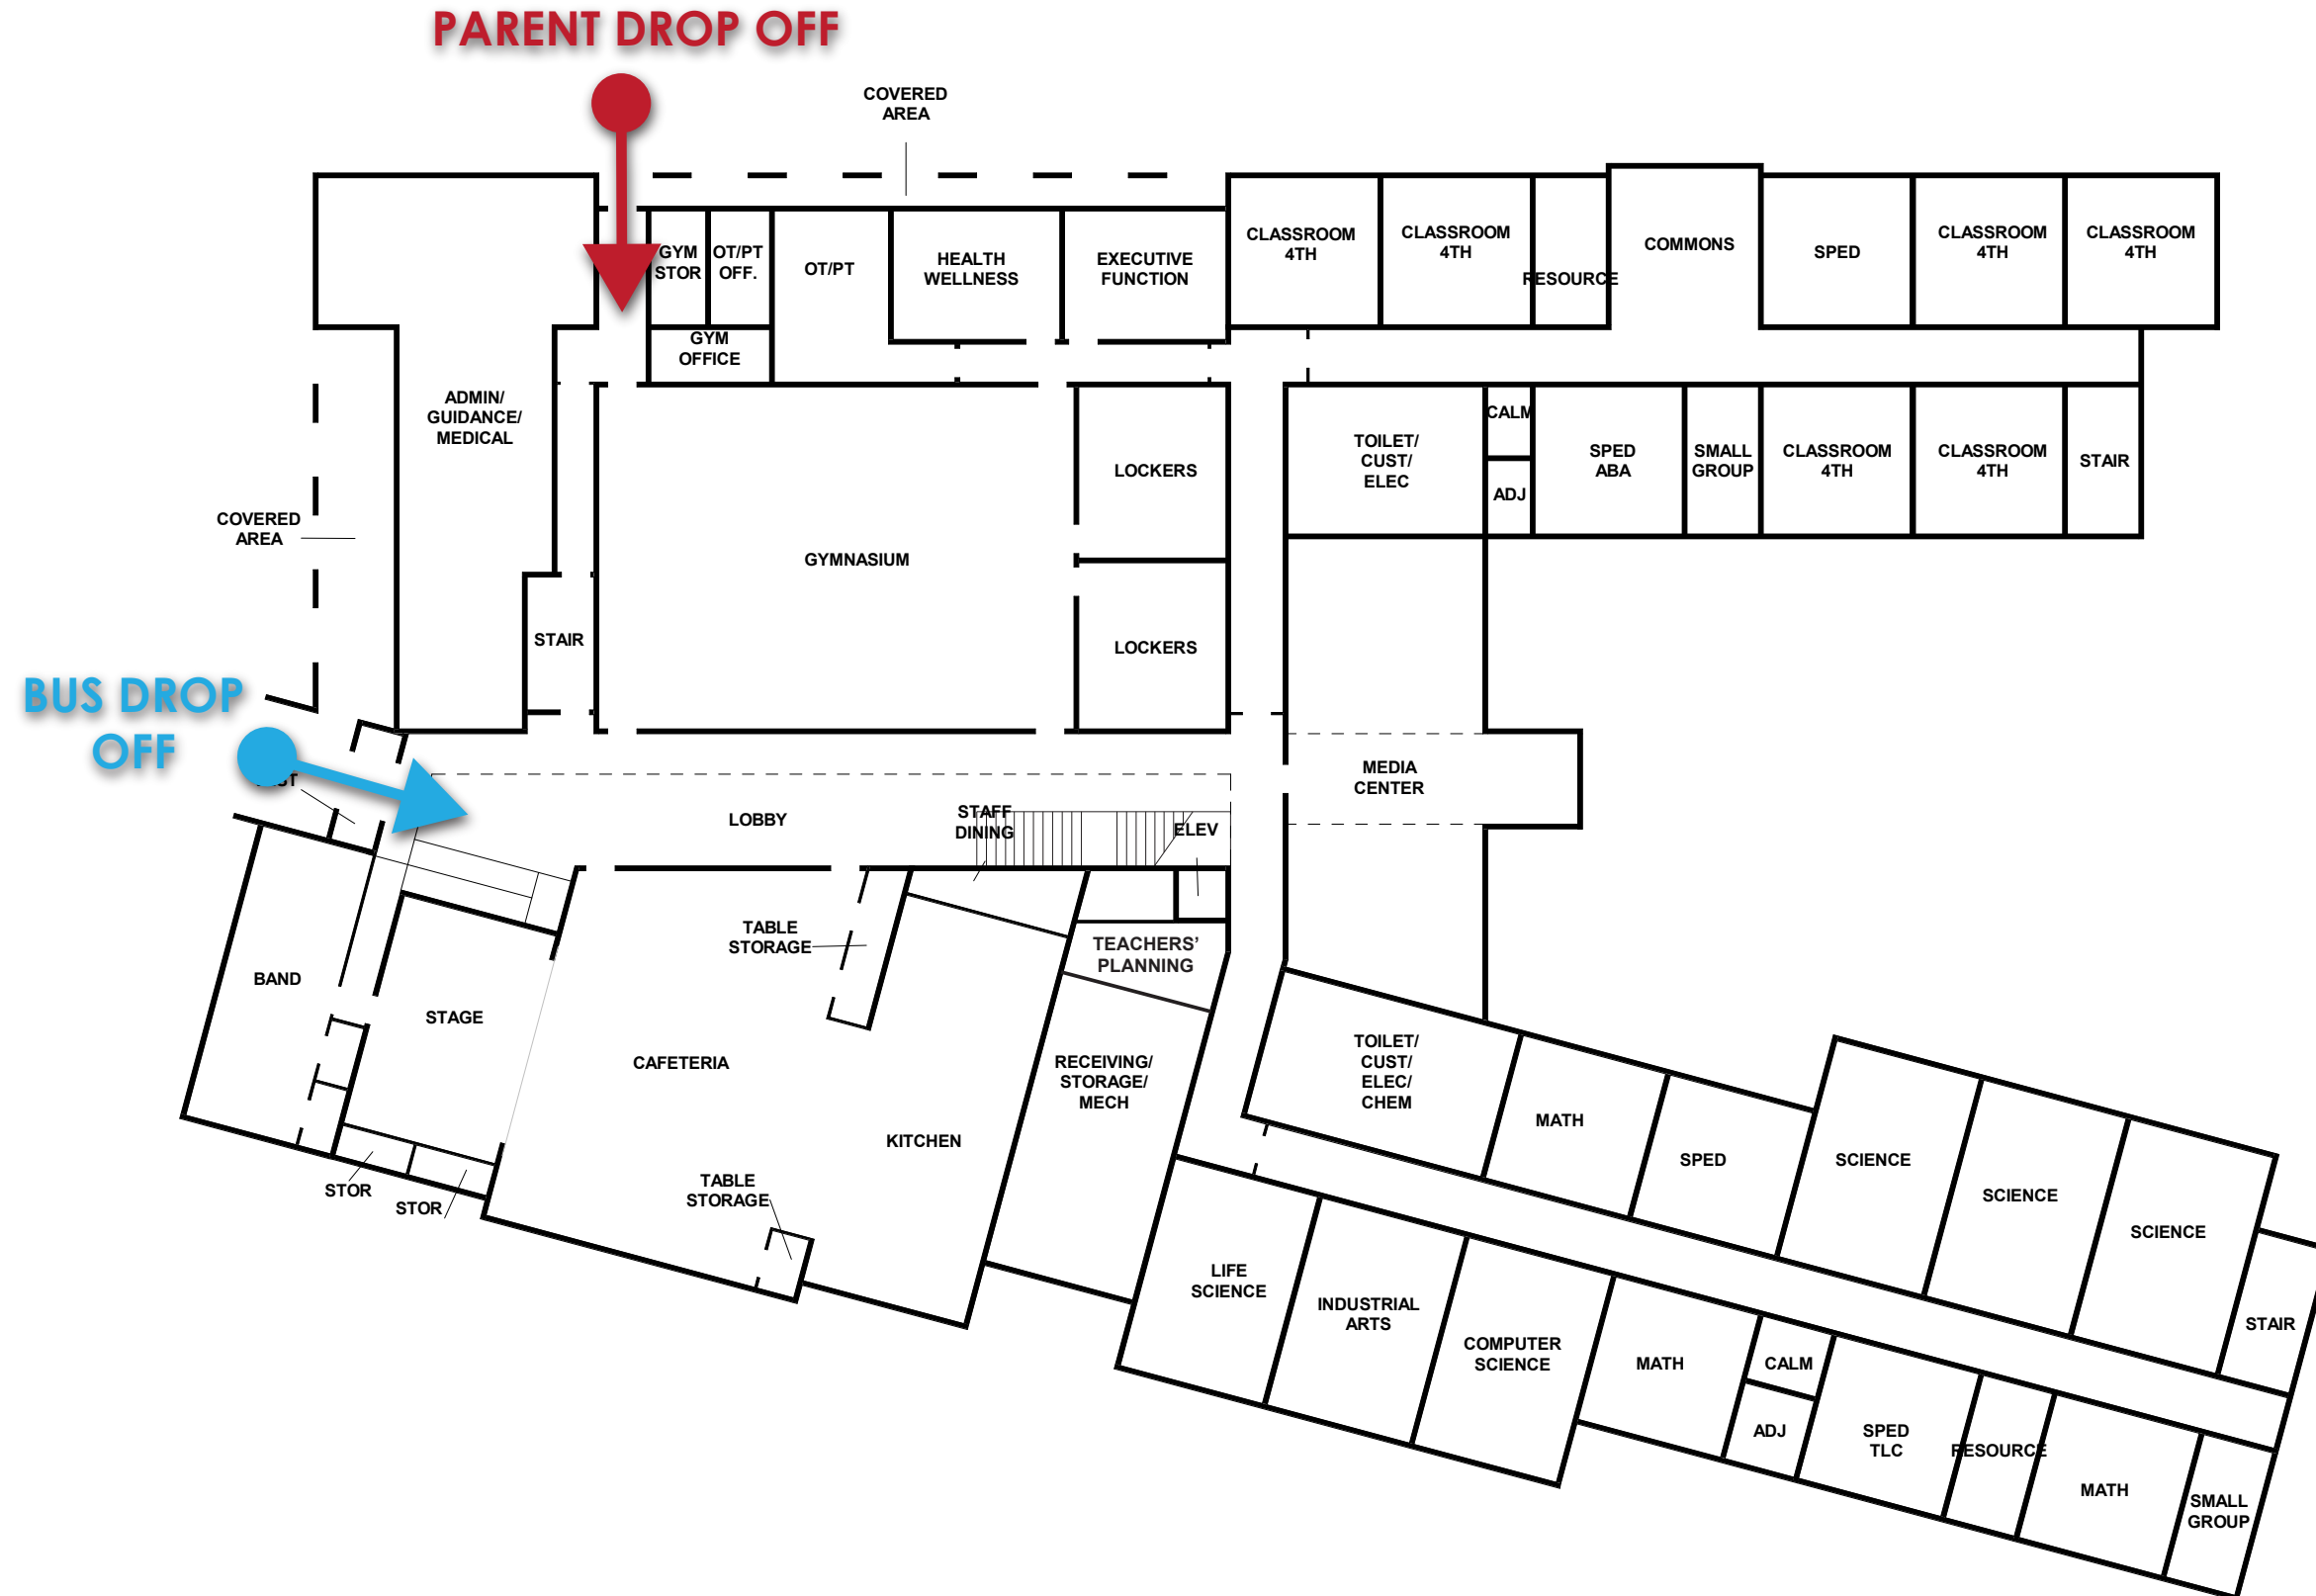 PARENT DROP OFF
COVERED
AREA
GYM
STOR
OT/PT
OFF.
OT/PT
HEALTH
WELLNESS
EXECUTIVE
FUNCTION
CLASSROOM
4TH
CLASSROOM
4TH
RESOURCE
COMMONS
SPED
CLASSROOM
4TH
CLASSROOM
4TH
GYM
OFFICE
ADMIN/
GUIDANCE/
MEDICAL
LOCKERS
TOILET/
CUST/
ELEC
CALM
ADJ
SPED
ABA
SMALL
GROUP
CLASSROOM
4TH
CLASSROOM
4TH
STAIR
COVERED
AREA
GYMNASIUM
STAIR
LOCKERS
BUS DROP
OFF
MEDIA
CENTER
LOBBY
STAFF
DINING
ELEV
TABLE
STORAGE
TEACHERS'
PLANNING
BAND
STAGE
CAFETERIA
RECEIVING/
STORAGE/
MECH
TOILET/
CUST/
ELEC/
CHEM
KITCHEN
MATH
SPED
SCIENCE
SCIENCE
SCIENCE
STOR
STOR
TABLE
STORAGE
LIFE
SCIENCE
INDUSTRIAL
ARTS
COMPUTER
SCIENCE
MATH
CALM
ADJ
SPED
TLC
RESOURCE
MATH
SMALL
GROUP
STAIR